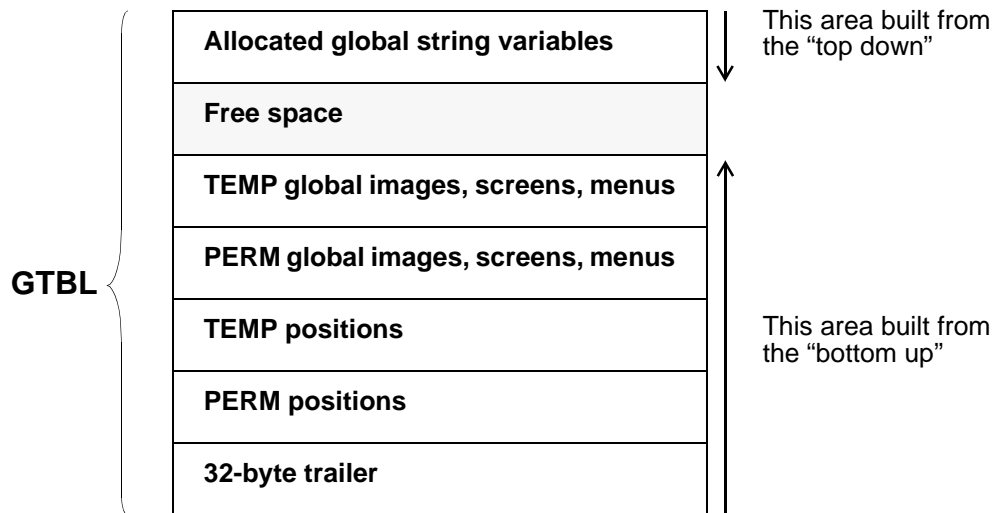 Allocated global string variables
This area built from
the “top down”
Free space
TEMP global images, screens, menus
PERM global images, screens, menus
GTBL
TEMP positions
This area built from
the “bottom up”
PERM positions
32-byte trailer